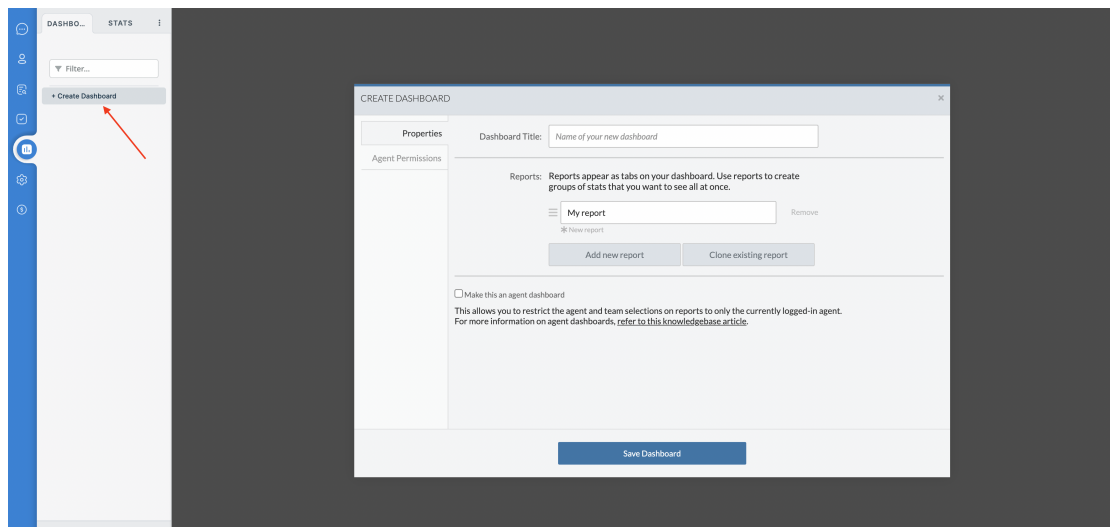 DASHBO...
STATS
Filter...
+ Create Dashboard
CREATE DASHBOARD
Properties
Agent Permissions
Dashboard Title:
Name of your new dashboard
Reports:
Reports appear as tabs on your dashboard. Use reports to create
groups of stats that you want to see all at once.
My report
Remove
✱ New report
Add new report
Clone existing report
Make this an agent dashboard
This allows you to restrict the agent and team selections on reports to only the currently logged-in agent.
For more information on agent dashboards, refer to this knowledgebase article.
Save Dashboard